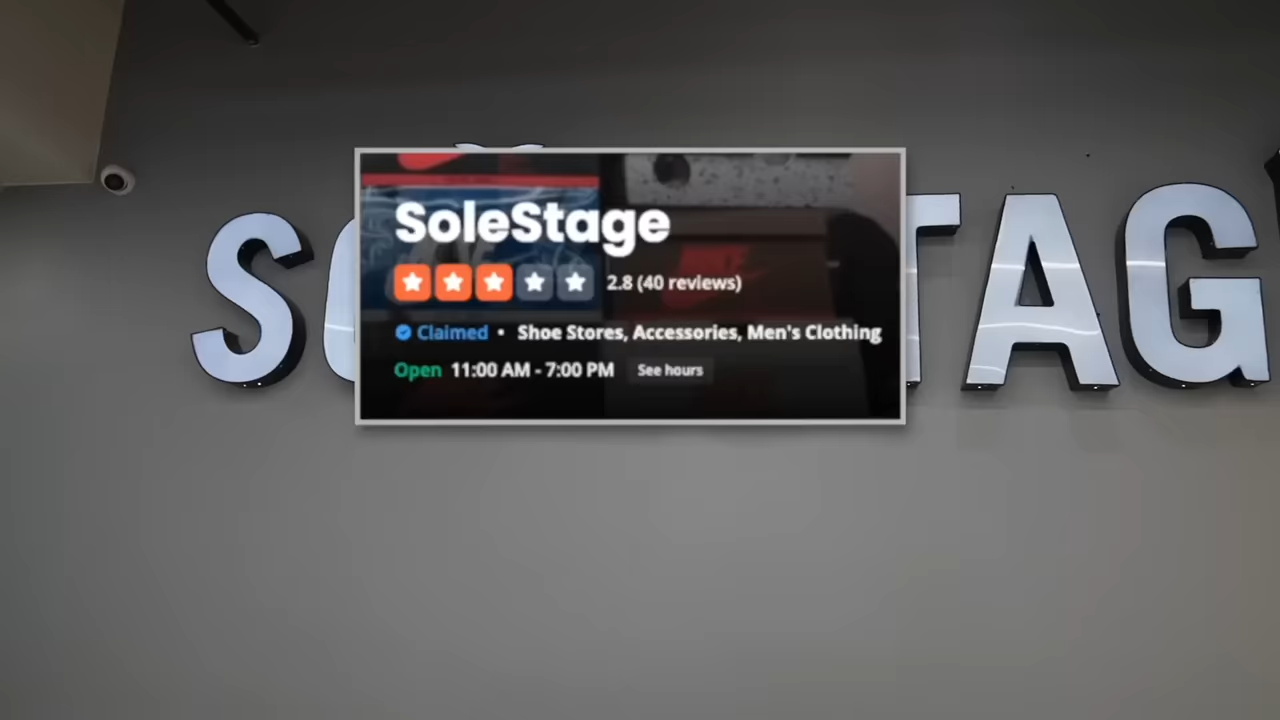 SoleStage
2.8 (40 reviews)
Claimed • Shoe Stores, Accessories, Men's Clothing
Open 11:00 AM - 7:00 PM See hours
S TAG